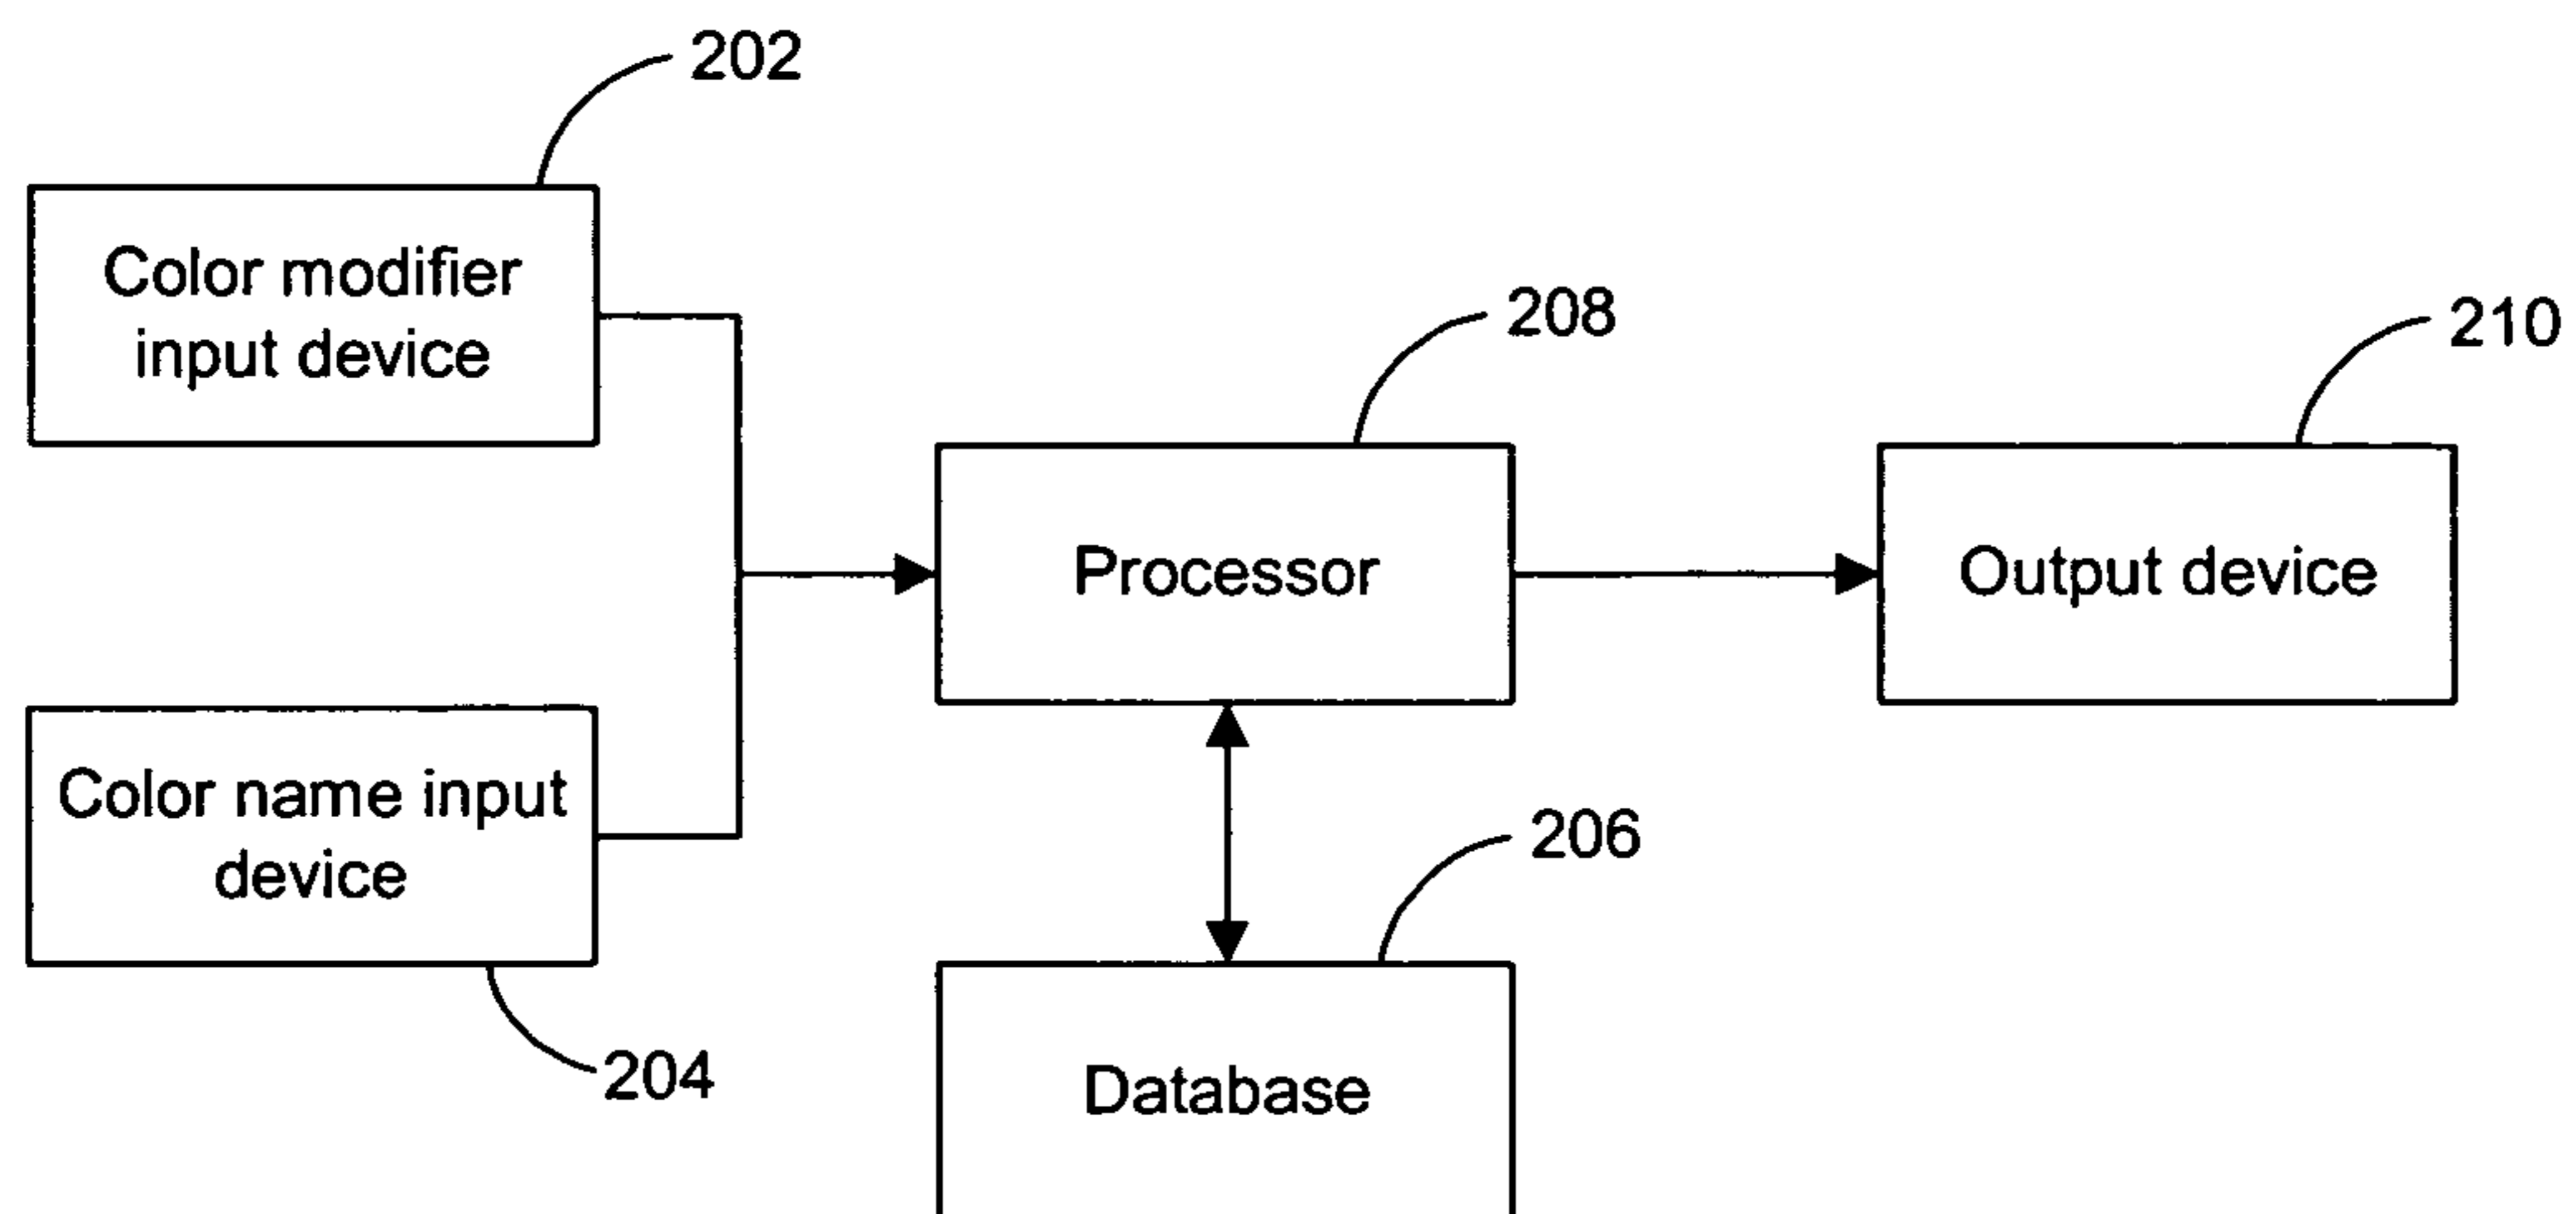 202
Color modifier
input device
208
210
Processor
Output device
Color name input
device
206
204
Database